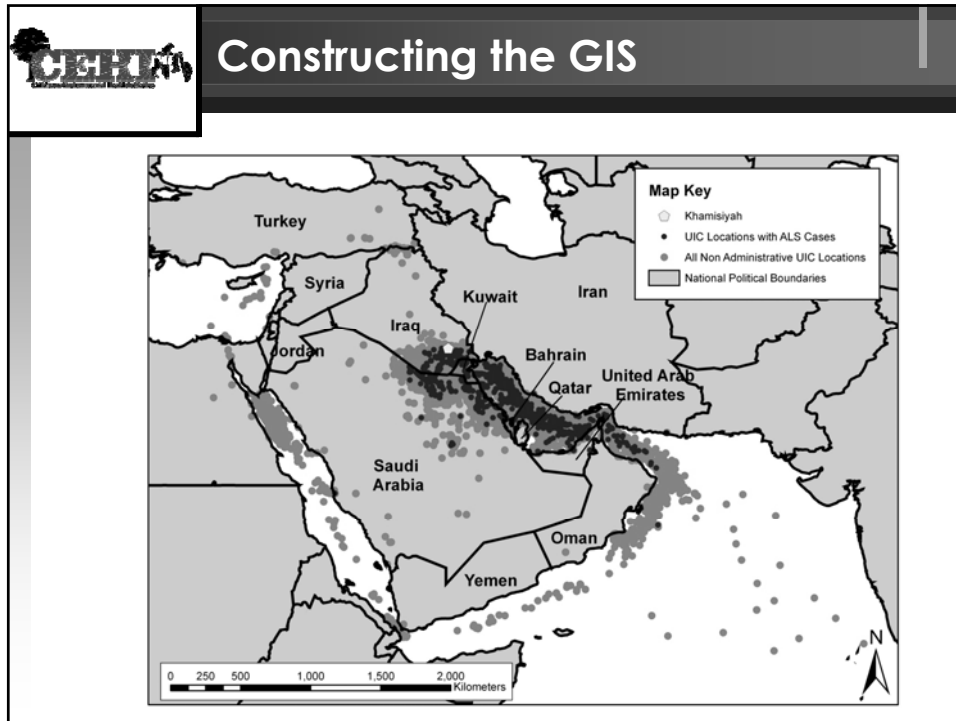 CEHI
Constructing the GIS
Map Key
Khamisiyah
UIC Locations with ALS Cases
All Non Administrative UIC Locations
National Political Boundaries
Turkey
Syria
Kuwait
Iran
Iraq
Jordan
Bahrain
Qatar
United Arab
Emirates
Saudi
Arabia
Oman
Yemen
N
0 250 500 1,000 1,500 2,000
Kilometers